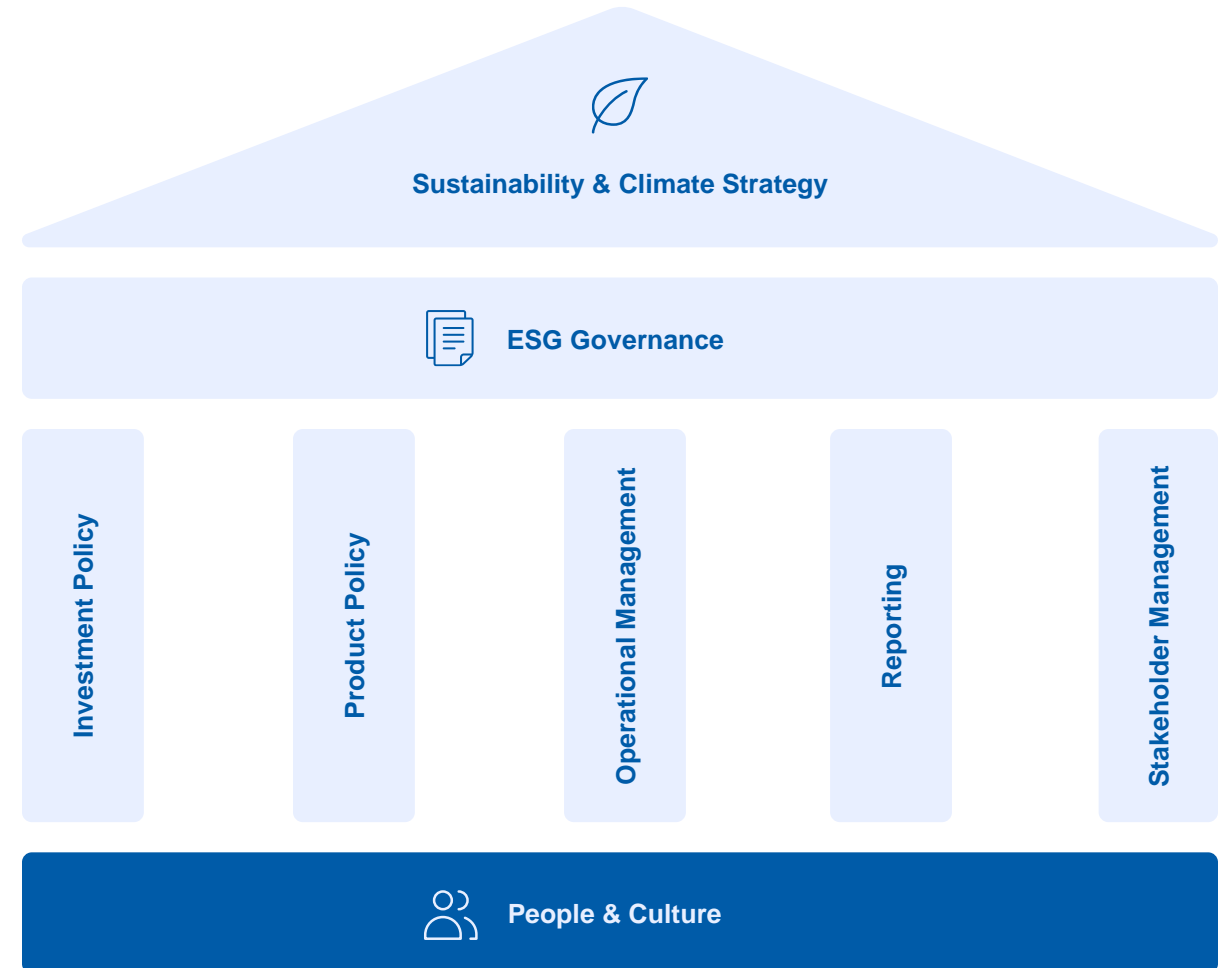 Sustainability & Climate Strategy
ESG Governance
Investment Policy
Product Policy
Operational Management
Reporting
Stakeholder Management
People & Culture